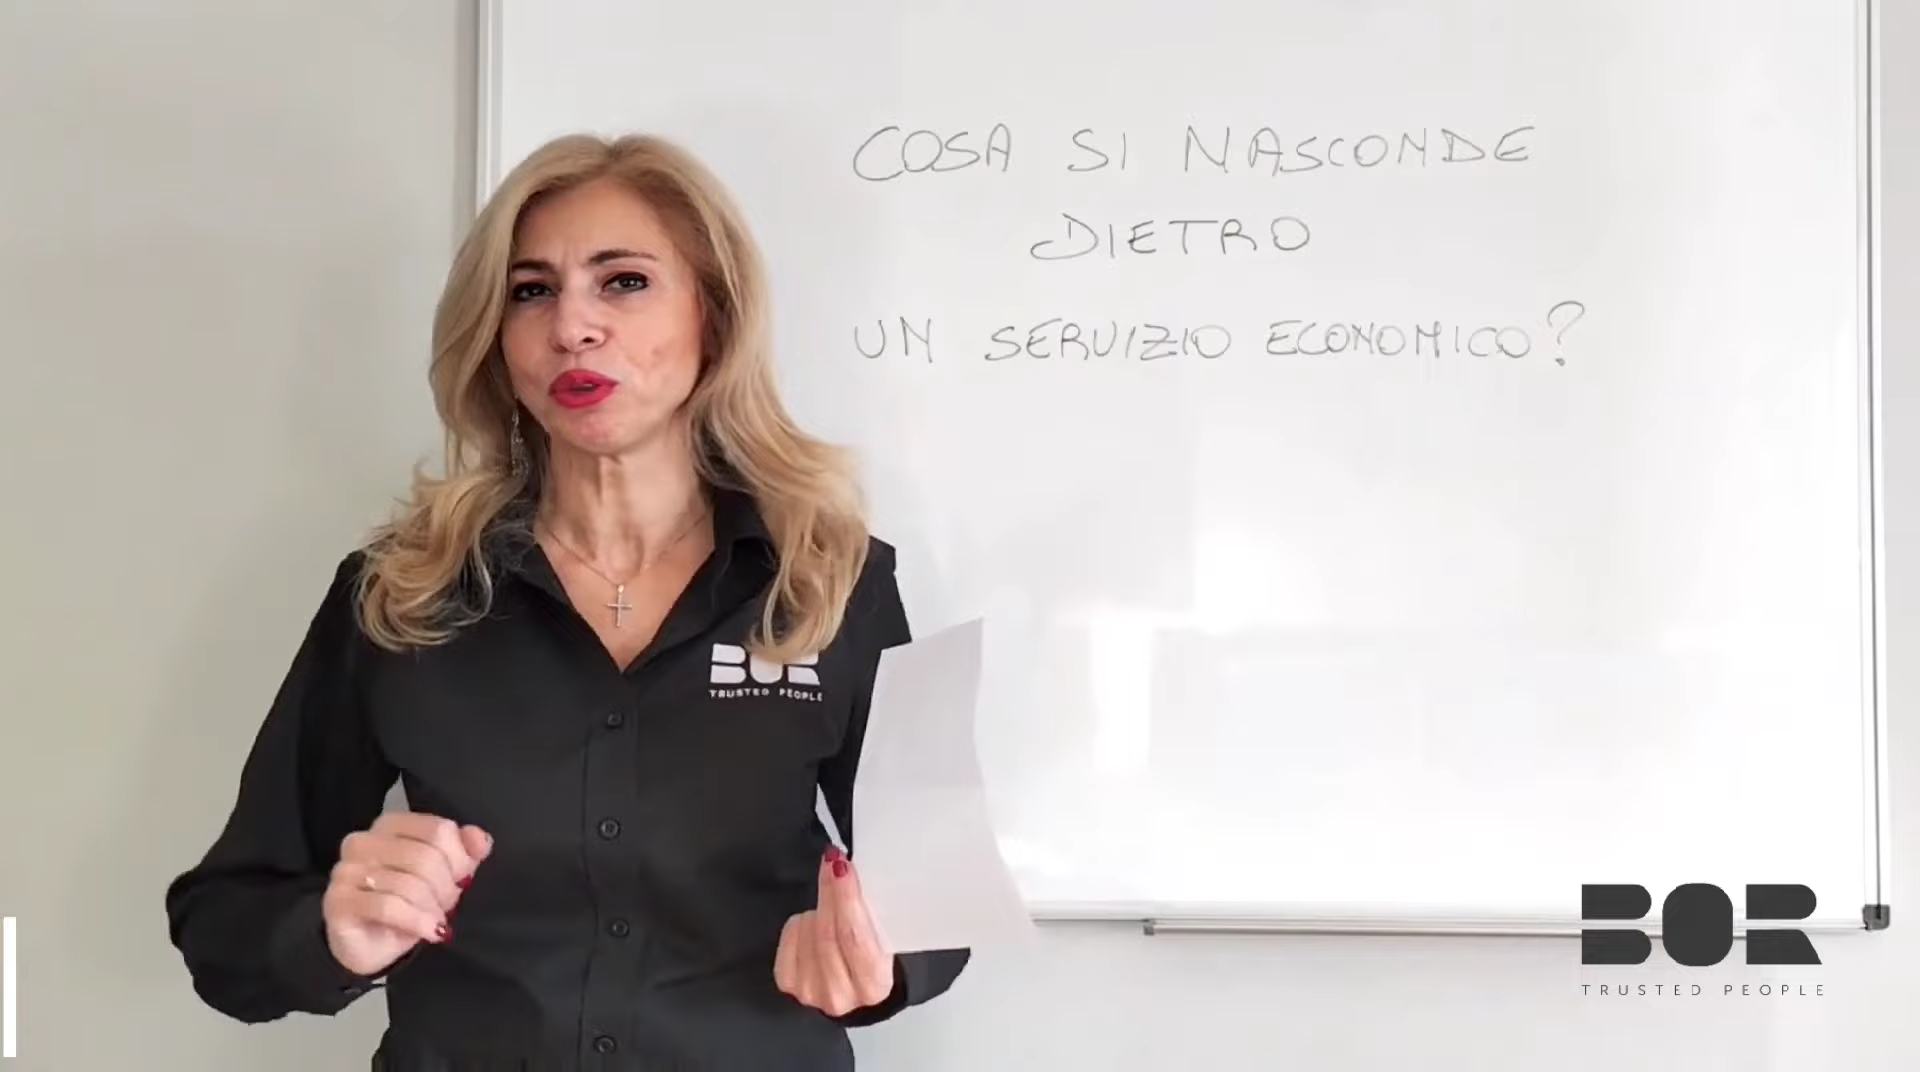 COSA SI NASCONDE
DIETRO
UN SERVIZIO ECONOMICO?
BOR
TRUSTED PEOPLE
BOR
TRUSTED PEOPLE